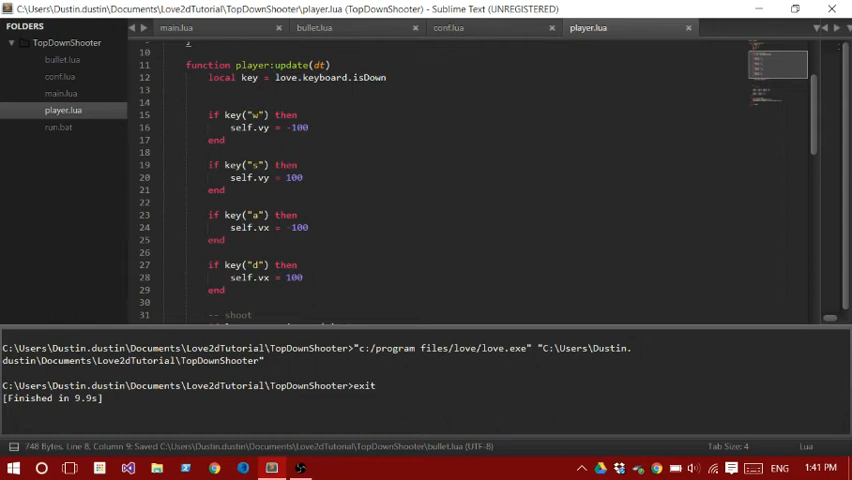 C:\Users\Dustin.dustin\Documents\Love2dTutorial\TopDownShooter\player.lua (TopDownShooter) - Sublime Text (UNREGISTERED)
FOLDERS
TopDownShooter
bullet.lua
conf.lua
main.lua
player.lua
run.bat
main.lua
bullet.lua
conf.lua
player.lua
10
11 function player:update(dt)
12 local key = love.keyboard.isDown
13
14
15 if key("w") then
16 self.vy = -100
17 end
18
19 if key("s") then
20 self.vy = 100
21 end
22
23 if key("a") then
24 self.vx = -100
25 end
26
27 if key("d") then
28 self.vx = 100
29 end
30
31 -- shoot
C:\Users\Dustin.dustin\Documents\Love2dTutorial\TopDownShooter>"c:/program files/love/love.exe" "C:\Users\Dustin.
dustin\Documents\Love2dTutorial\TopDownShooter"
C:\Users\Dustin.dustin\Documents\Love2dTutorial\TopDownShooter>exit
[Finished in 9.9s]
748 Bytes, Line 8, Column 9: Saved C:\Users\Dustin.dustin\Documents\Love2dTutorial\TopDownShooter\bullet.lua (UTF-8)
Tab Size: 4
Lua
ENG
1:41 PM